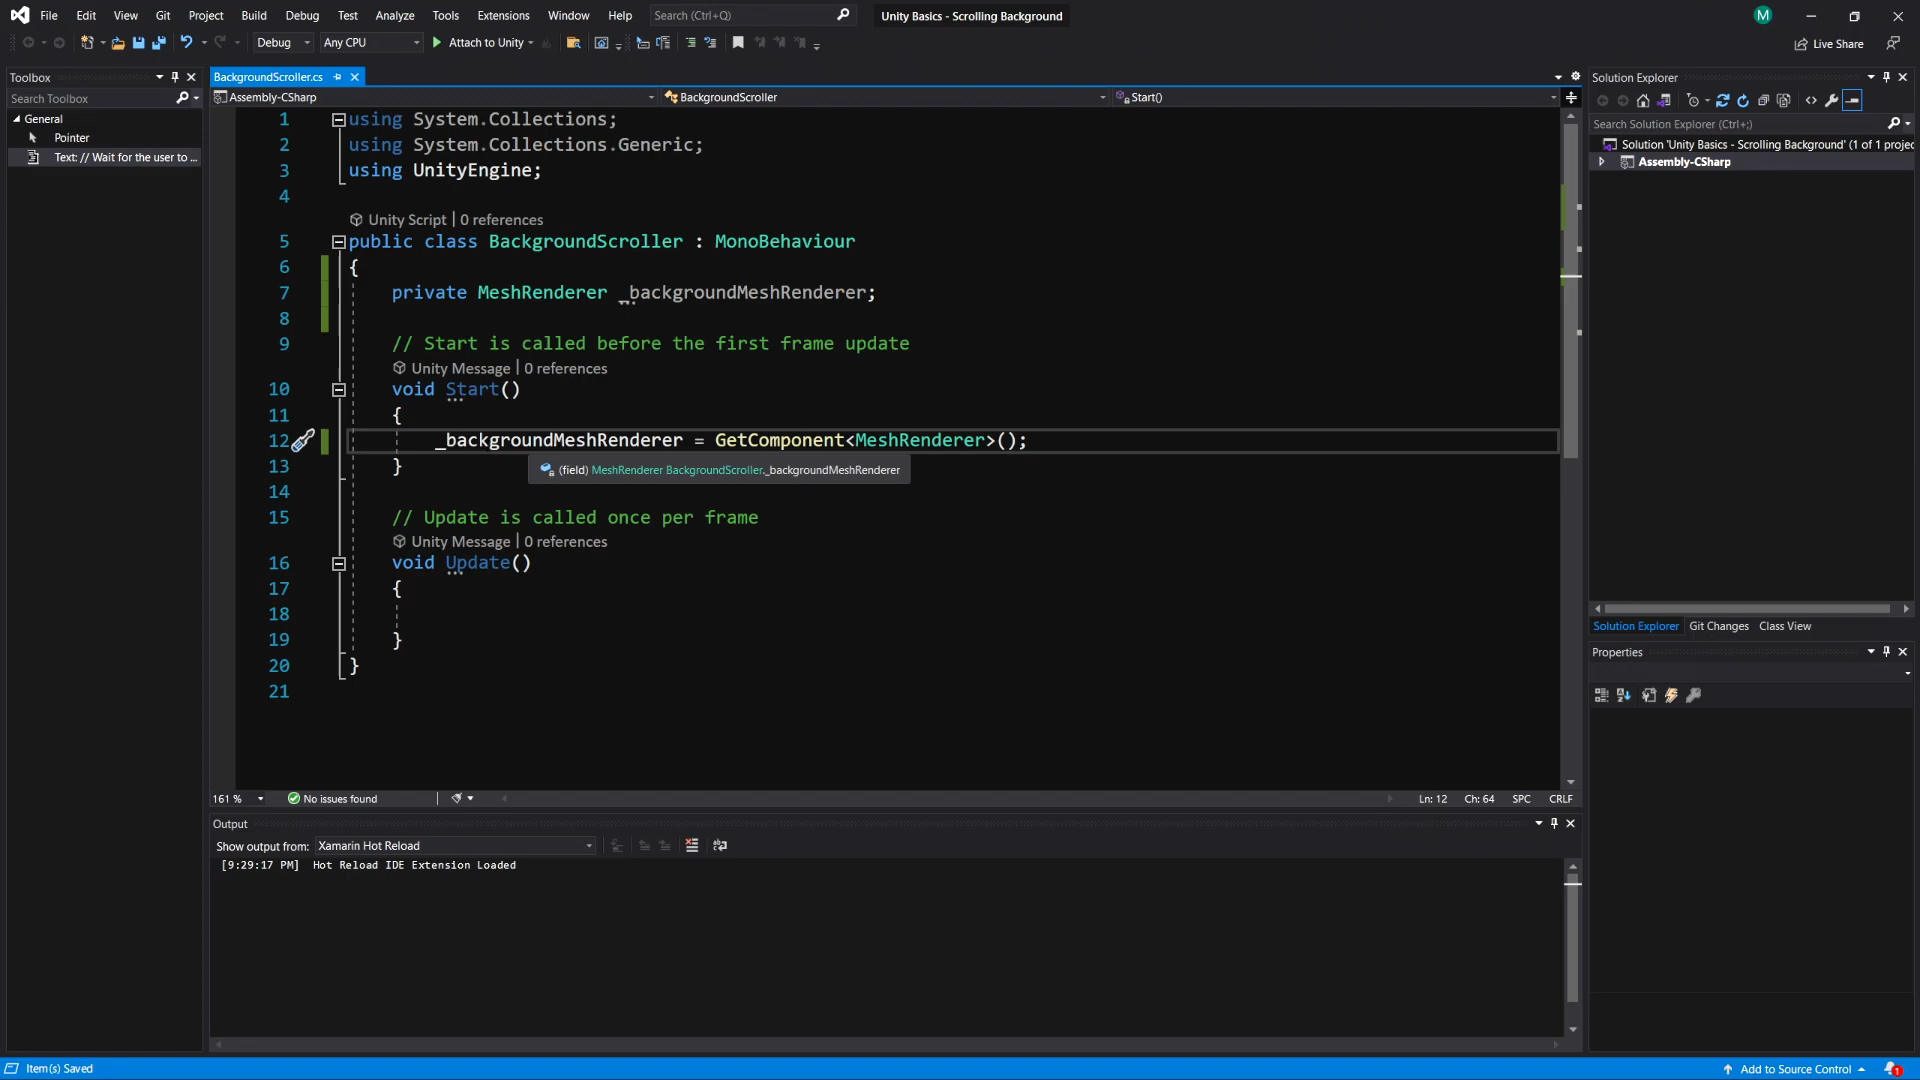 File Edit View Git Project Build Debug Test Analyze Tools Extensions Window Help Search (Ctrl+Q) Unity Basics - Scrolling Background M
Debug Any CPU Attach to Unity Live Share
Toolbox
Search Toolbox
General
Pointer
Text: // Wait for the user to ...
BackgroundScroller.cs
Assembly-CSharp BackgroundScroller Start()
1 using System.Collections;
2 using System.Collections.Generic;
3 using UnityEngine;
4
Unity Script | 0 references
5 public class BackgroundScroller : MonoBehaviour
6 {
7 private MeshRenderer _backgroundMeshRenderer;
8
9 // Start is called before the first frame update
Unity Message | 0 references
10 void Start()
11 {
12 _backgroundMeshRenderer = GetComponent<MeshRenderer>();
13 }
(field) MeshRenderer BackgroundScroller._backgroundMeshRenderer
14
15 // Update is called once per frame
Unity Message | 0 references
16 void Update()
17 {
18
19 }
20 }
21
161 % No issues found Ln: 12 Ch: 64 SPC CRLF
Output
Show output from: Xamarin Hot Reload
[9:29:17 PM] Hot Reload IDE Extension Loaded
Solution Explorer
Search Solution Explorer (Ctrl+;)
Solution 'Unity Basics - Scrolling Background' (1 of 1 projec
Assembly-CSharp
Solution Explorer Git Changes Class View
Properties
Item(s) Saved Add to Source Control 1